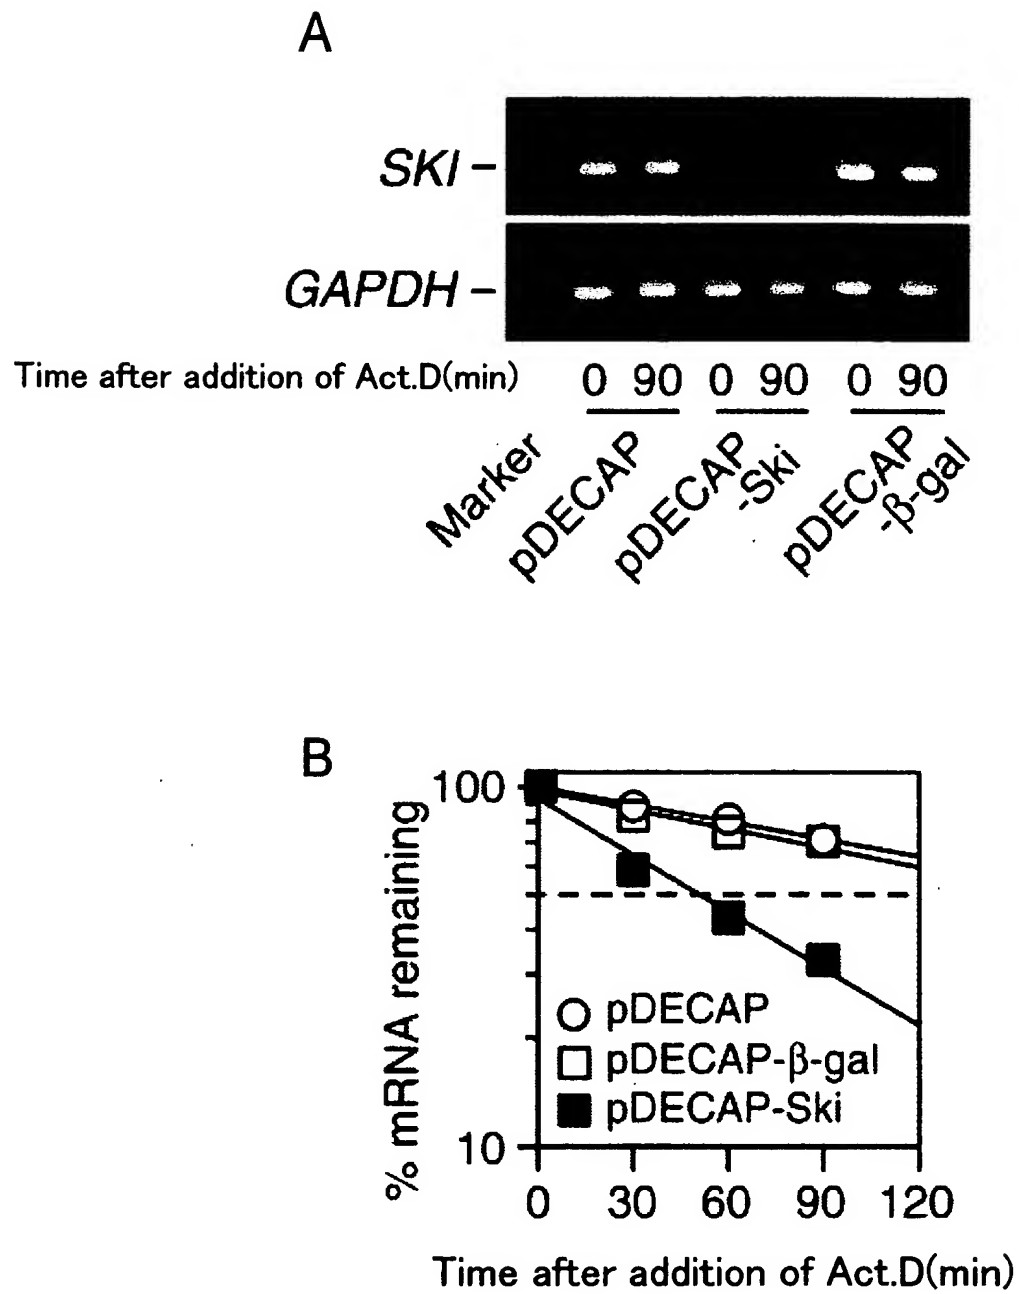 A
SKI –
GAPDH –
Time after addition of Act.D(min)
0 90 0 90 0 90
Marker
pDECAP
pDECAP
-Ski
pDECAP
-β-gal
B
100
10
% mRNA remaining
○ pDECAP
□ pDECAP-β-gal
■ pDECAP-Ski
0 30 60 90 120
Time after addition of Act.D(min)